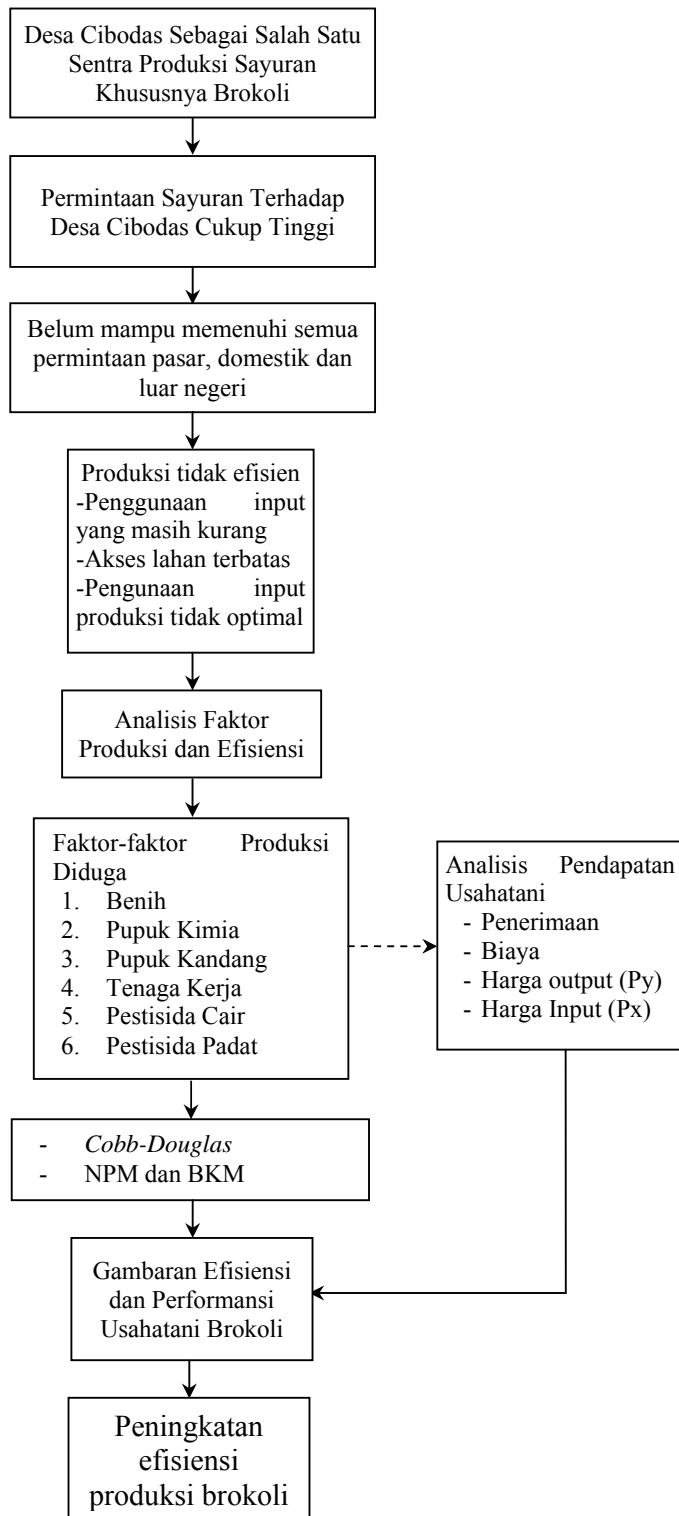 Desa Cibodas Sebagai Salah Satu
Sentra Produksi Sayuran
Khususnya Brokoli
Permintaan Sayuran Terhadap
Desa Cibodas Cukup Tinggi
Belum mampu memenuhi semua
permintaan pasar, domestik dan
luar negeri
Produksi tidak efisien
-Penggunaan input
yang masih kurang
-Akses lahan terbatas
-Pengunaan input
produksi tidak optimal
Analisis Faktor
Produksi dan Efisiensi
Faktor-faktor Produksi
Diduga
1. Benih
2. Pupuk Kimia
3. Pupuk Kandang
4. Tenaga Kerja
5. Pestisida Cair
6. Pestisida Padat
Analisis Pendapatan
Usahatani
- Penerimaan
- Biaya
- Harga output (Py)
- Harga Input (Px)
- Cobb-Douglas
- NPM dan BKM
Gambaran Efisiensi
dan Performansi
Usahatani Brokoli
Peningkatan
efisiensi
produksi brokoli